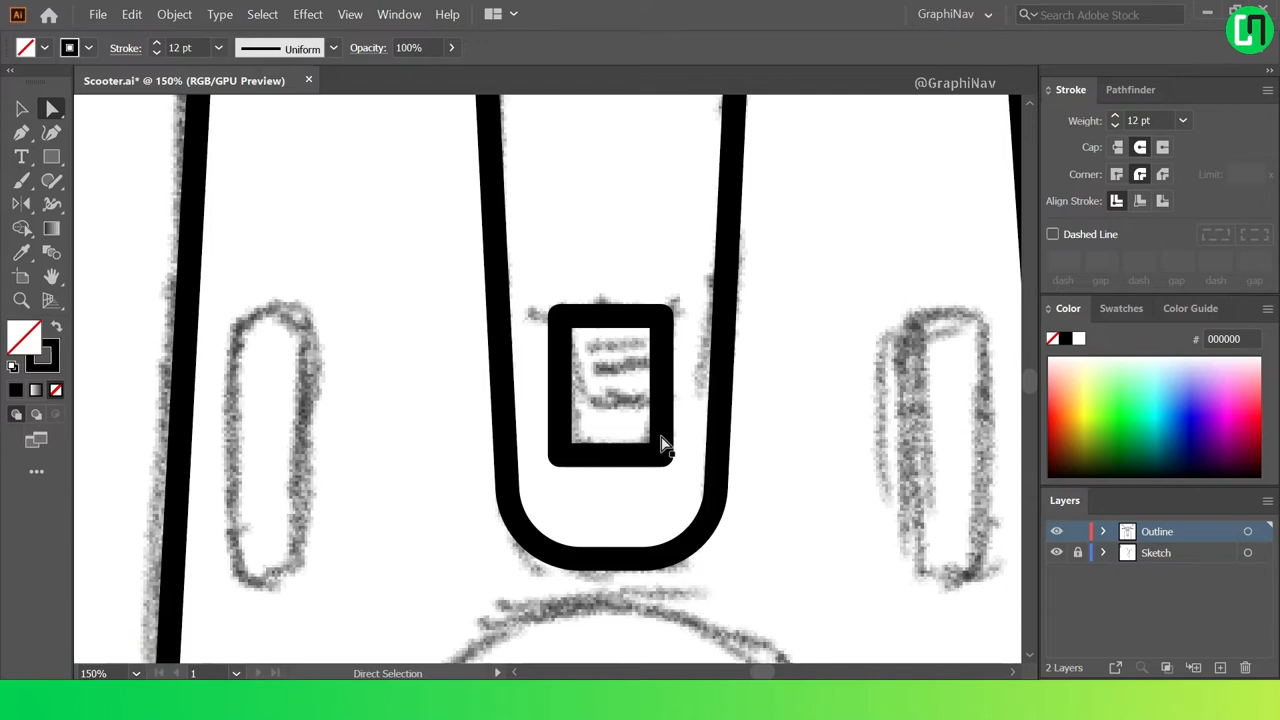 Ai
File Edit Object Type Select Effect View Window Help
GraphiNav
Search Adobe Stock
Stroke: 12 pt Uniform Opacity: 100%
Scooter.ai* @ 150% (RGB/GPU Preview) ×
@GraphiNav
Stroke Pathfinder
Weight: 12 pt
Cap:
Corner: Limit: x
Align Stroke:
Dashed Line
dash gap dash gap dash gap
Color Swatches Color Guide
# 000000
Layers
Outline
Sketch
2 Layers
150% 1 Direct Selection